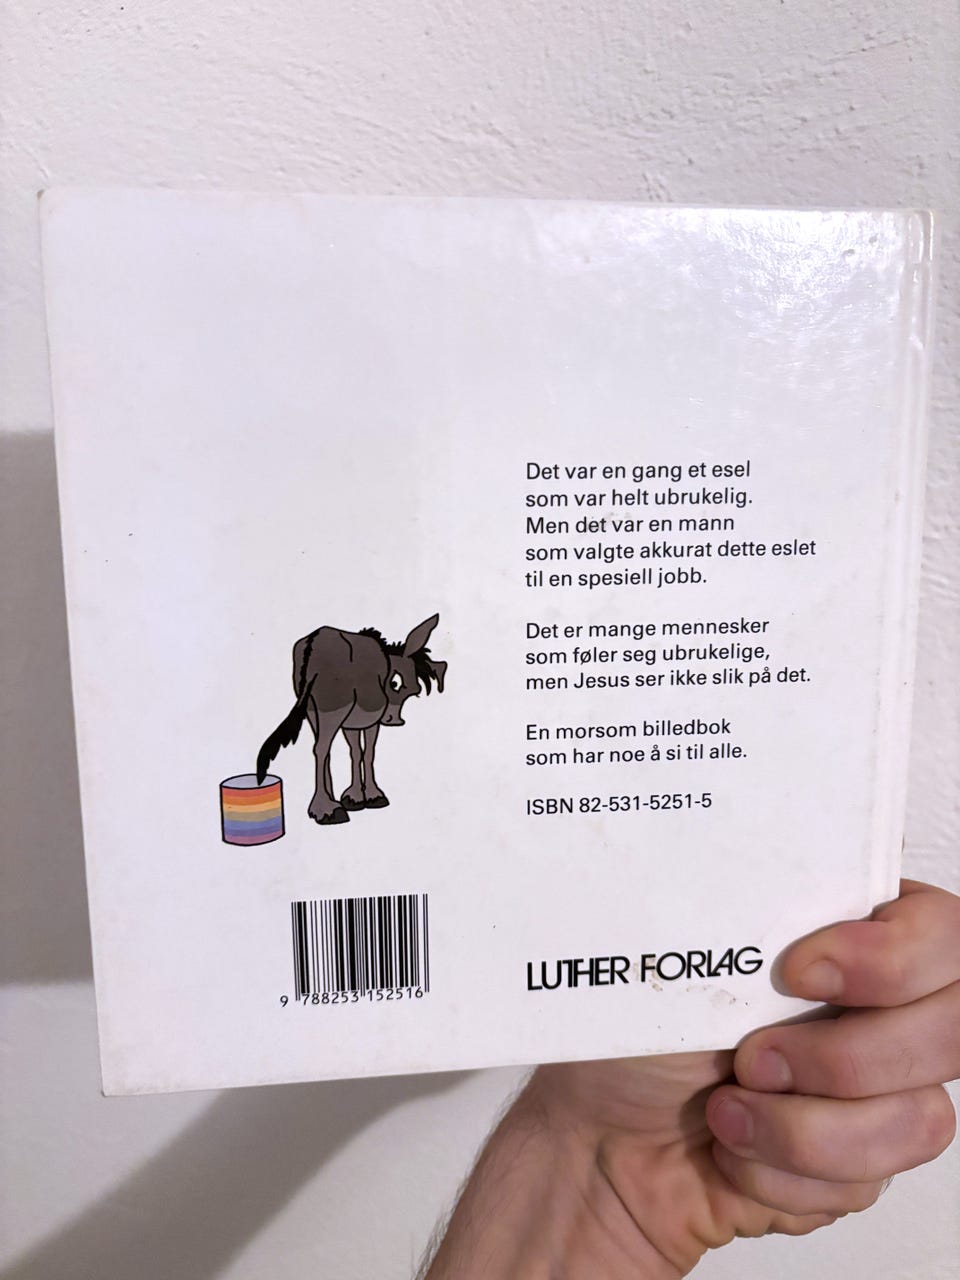 Det var en gang et esel
som var helt ubrukelig.
Men det var en mann
som valgte akkurat dette eslet
til en spesiell jobb.
Det er mange mennesker
som føler seg ubrukelige,
men Jesus ser ikke slik på det.
En morsom billedbok
som har noe å si til alle.
ISBN 82-531-5251-5
LUTHER FORLAG
9 788253 152516